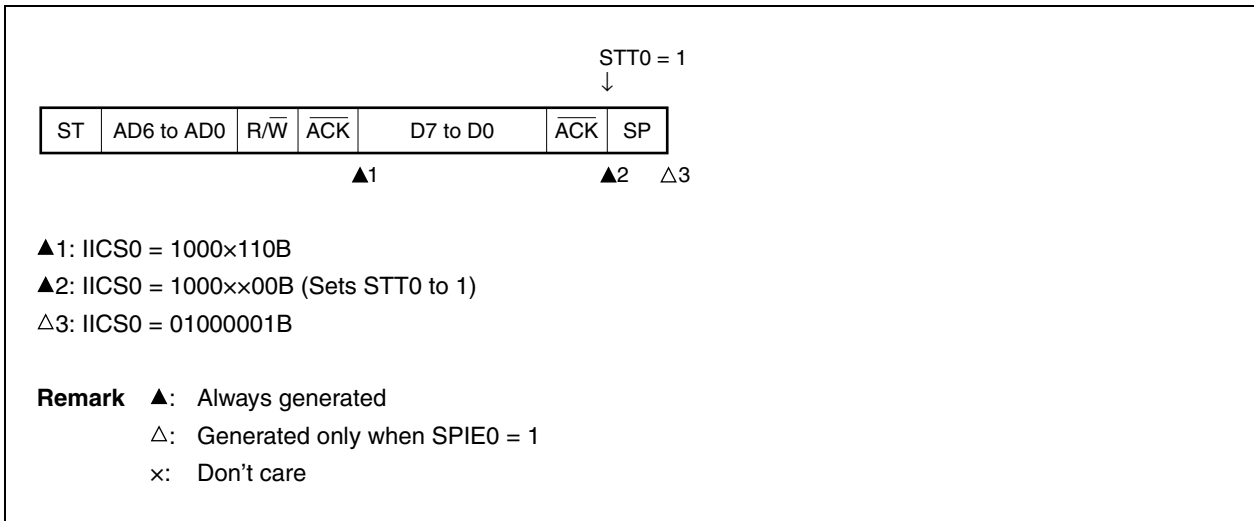 STT0 = 1
↓
ST AD6 to AD0 R/W̅ A̅C̅K̅ D7 to D0 A̅C̅K̅ SP
▲1 ▲2 △3
▲1: IICS0 = 1000×110B
▲2: IICS0 = 1000××00B (Sets STT0 to 1)
△3: IICS0 = 01000001B
Remark ▲: Always generated
△: Generated only when SPIE0 = 1
×: Don't care